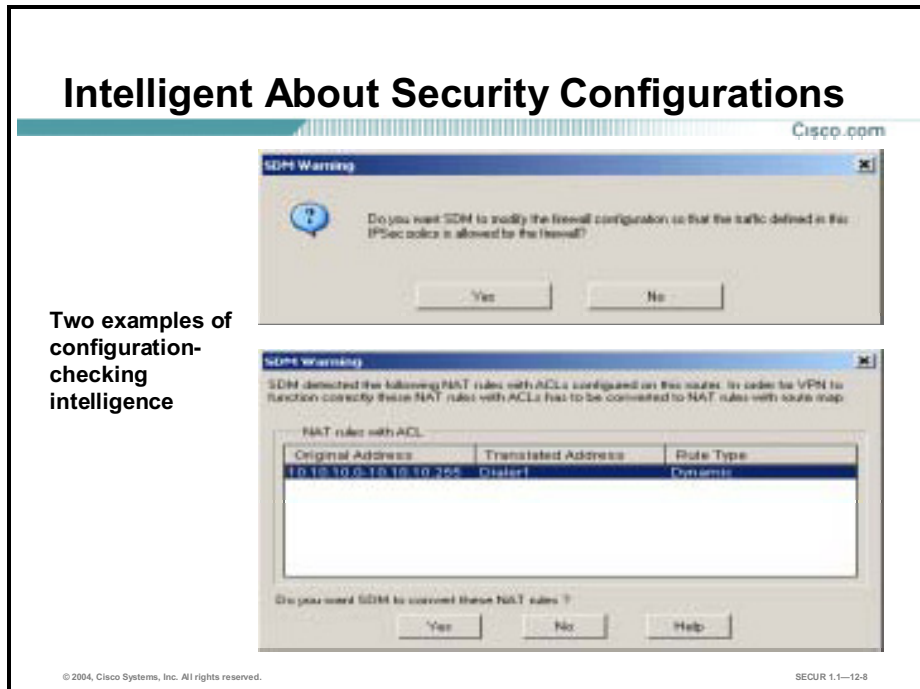 Intelligent About Security Configurations
Cisco.com
SDM Warning
Do you want SDM to modify the firewall configuration so that the traffic defined in this
IPSec policy is allowed by the firewall?
Yes
No
Two examples of
configuration-
checking
intelligence
SDM Warning
SDM detected the following NAT rules with ACLs configured on this router. In order for VPN to
function correctly these NAT rules with ACLs has to be converted to NAT rules with route map
NAT rules with ACL
Original Address
Translated Address
Rule Type
10.10.10.0-10.10.10.255
Dialer1
Dynamic
Do you want SDM to convert these NAT rules ?
Yes
No
Help
© 2004, Cisco Systems, Inc. All rights reserved.
SECUR 1.1—12-8